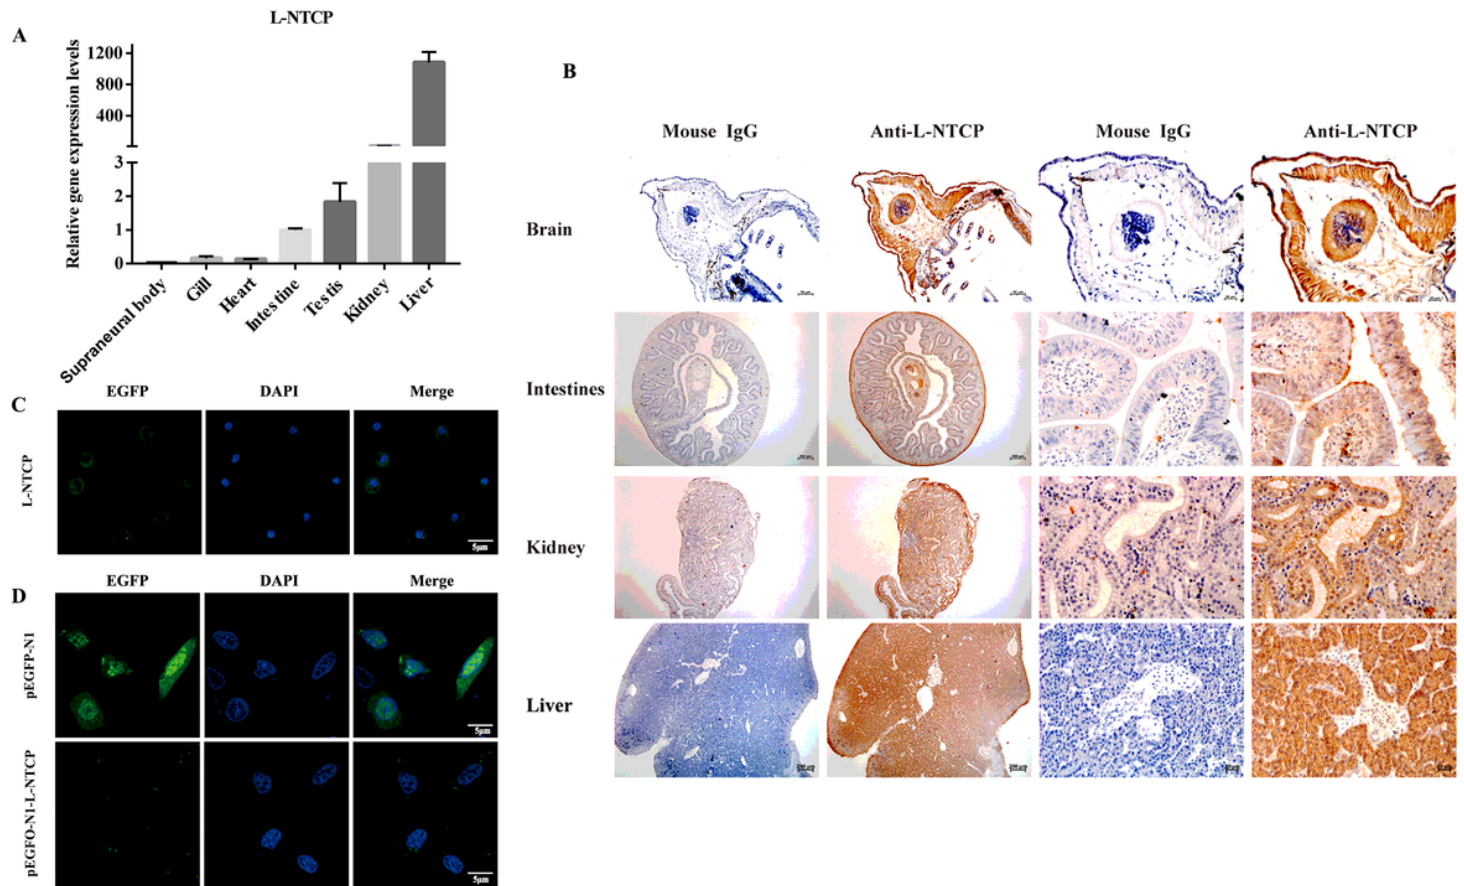 L-NTCP
A
Relative gene expression levels
1200
800
400
3
2
1
0
Supraneural body
Gill
Heart
Intestine
Testis
Kidney
Liver
B
Mouse IgG
Anti-L-NTCP
Mouse IgG
Anti-L-NTCP
Brain
Intestines
Kidney
Liver
C
EGFP
DAPI
Merge
L-NTCP
5μm
D
EGFP
DAPI
Merge
pEGFP-N1
5μm
pEGFO-N1-L-NTCP
5μm